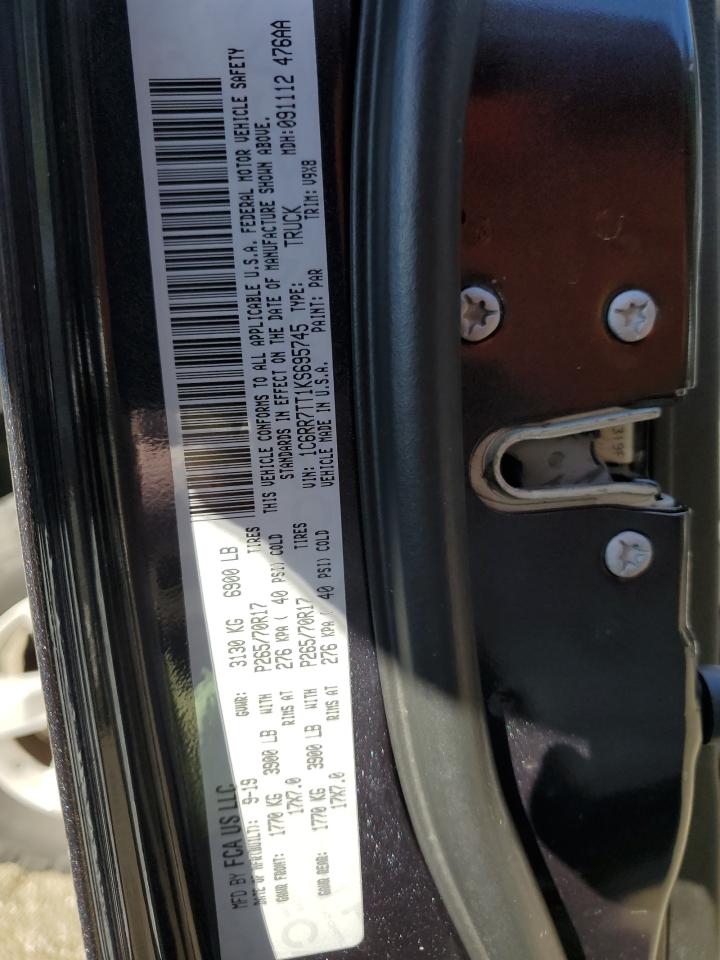 MFD BY FCA US LLC
DATE OF MFR(BUILT): 9-19 GVWR: 3130 KG 6900 LB
GAWR FRONT: 1770 KG 3900 LB WITH P265/70R17 TIRES
17X7.0 RIMS AT 276 KPA ( 40 PSI) COLD
GAWR REAR: 1770 KG 3900 LB WITH P265/70R17 TIRES
17X7.0 RIMS AT 276 KPA ( 40 PSI) COLD
THIS VEHICLE CONFORMS TO ALL APPLICABLE U.S.A. FEDERAL MOTOR VEHICLE SAFETY
STANDARDS IN EFFECT ON THE DATE OF MANUFACTURE SHOWN ABOVE.
MDH:091112 476AA
VIN: 1C6RR7TT1KS695745 TYPE: TRUCK
VEHICLE MADE IN U.S.A. PAINT: PAR TRIM: V9X8